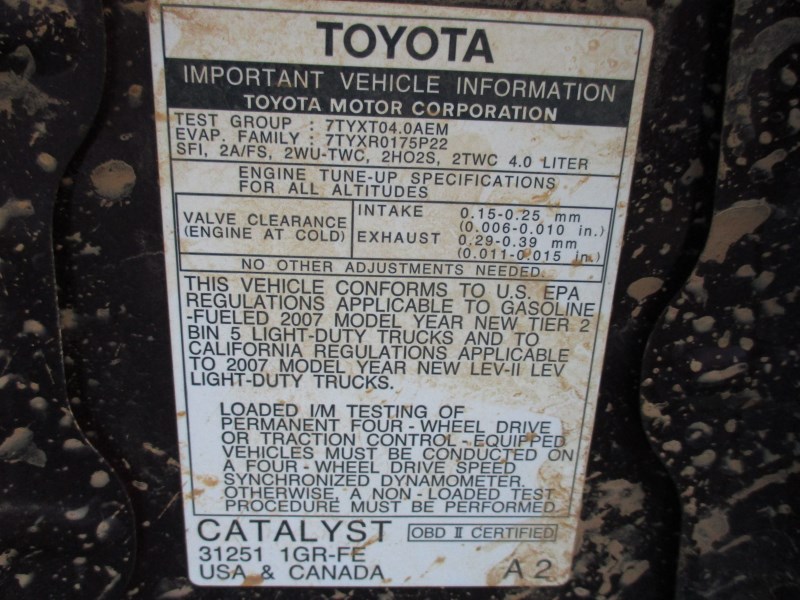 TOYOTA
IMPORTANT VEHICLE INFORMATION
TOYOTA MOTOR CORPORATION
TEST GROUP : 7TYXT04.0AEM
EVAP. FAMILY : 7TYXR0175P22
SFI, 2A/FS, 2WU-TWC, 2HO2S, 2TWC 4.0 LITER
ENGINE TUNE-UP SPECIFICATIONS
FOR ALL ALTITUDES
VALVE CLEARANCE
(ENGINE AT COLD)
INTAKE 0.15-0.25 mm
(0.006-0.010 in.)
EXHAUST 0.29-0.39 mm
(0.011-0.015 in.)
NO OTHER ADJUSTMENTS NEEDED.
THIS VEHICLE CONFORMS TO U.S. EPA
REGULATIONS APPLICABLE TO GASOLINE
-FUELED 2007 MODEL YEAR NEW TIER 2
BIN 5 LIGHT-DUTY TRUCKS AND TO
CALIFORNIA REGULATIONS APPLICABLE
TO 2007 MODEL YEAR NEW LEV-II LEV
LIGHT-DUTY TRUCKS.
LOADED I/M TESTING OF
PERMANENT FOUR-WHEEL DRIVE
OR TRACTION CONTROL-EQUIPPED
VEHICLES MUST BE CONDUCTED ON
A FOUR-WHEEL DRIVE SPEED
SYNCHRONIZED DYNAMOMETER.
OTHERWISE, A NON-LOADED TEST
PROCEDURE MUST BE PERFORMED.
CATALYST OBD II CERTIFIED
31251 1GR-FE
USA & CANADA A 2